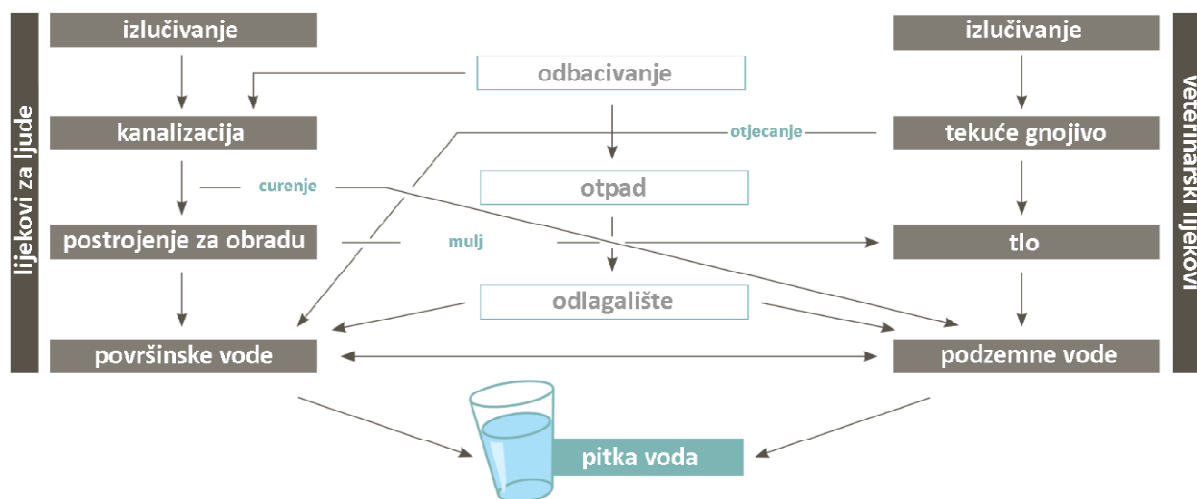 lijekovi za ljude
izlučivanje
izlučivanje
odbacivanje
kanalizacija
otjecanje
tekuće gnojivo
curenje
otpad
postrojenje za obradu
mulj
tlo
odlagalište
površinske vode
podzemne vode
pitka voda
veterinarski lijekovi